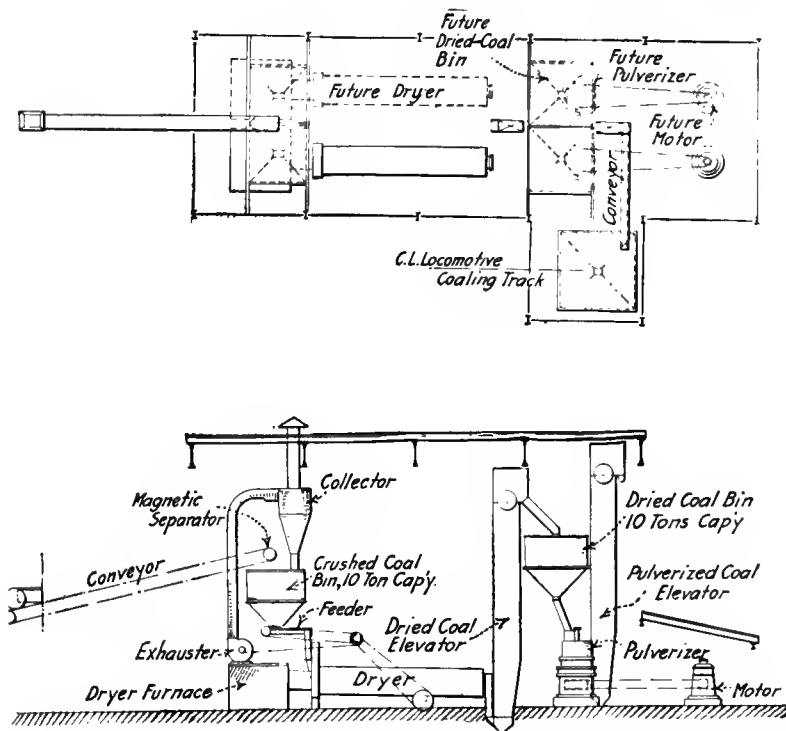 Future
Dried-Coal
Bin
Future
Pulverizer
Future Dryer
Future
Motor
Conveyor
C.L. Locomotive
Coaling Track
Magnetic
Separator
Collector
Dried Coal Bin
10 Tons Cap'y
Conveyor
Crushed Coal
Bin, 10 Ton Cap'y.
Feeder
Dried Coal
Elevator
Pulverized Coal
Elevator
Exhauster
Pulverizer
Dryer Furnace
Dryer
Motor